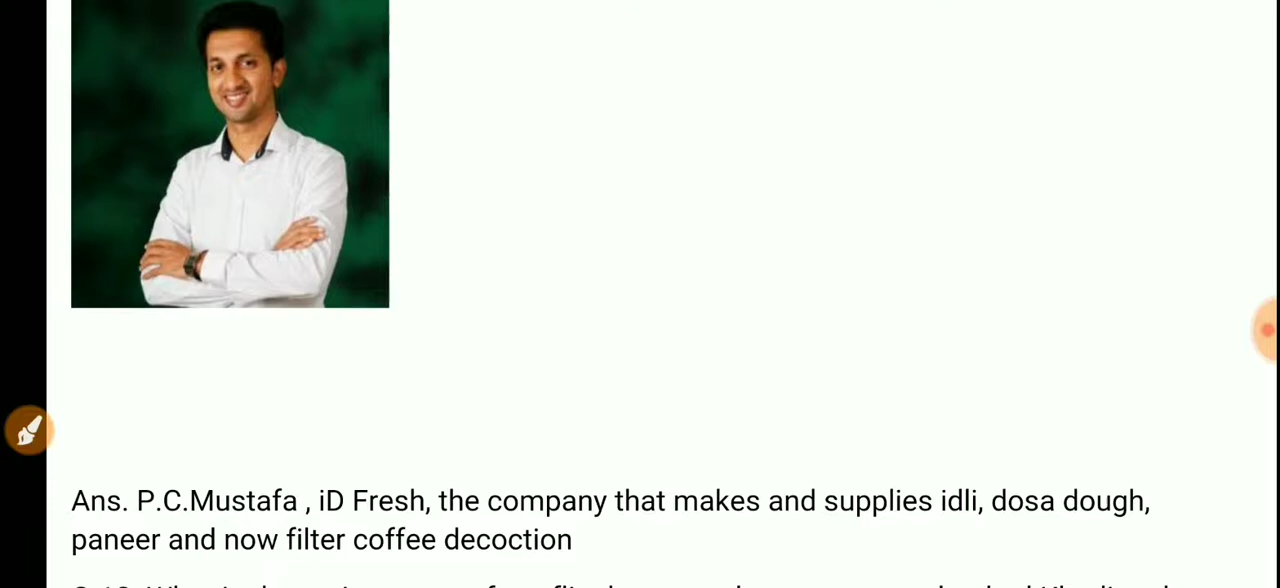 Ans. P.C.Mustafa , iD Fresh, the company that makes and supplies idli, dosa dough,
paneer and now filter coffee decoction